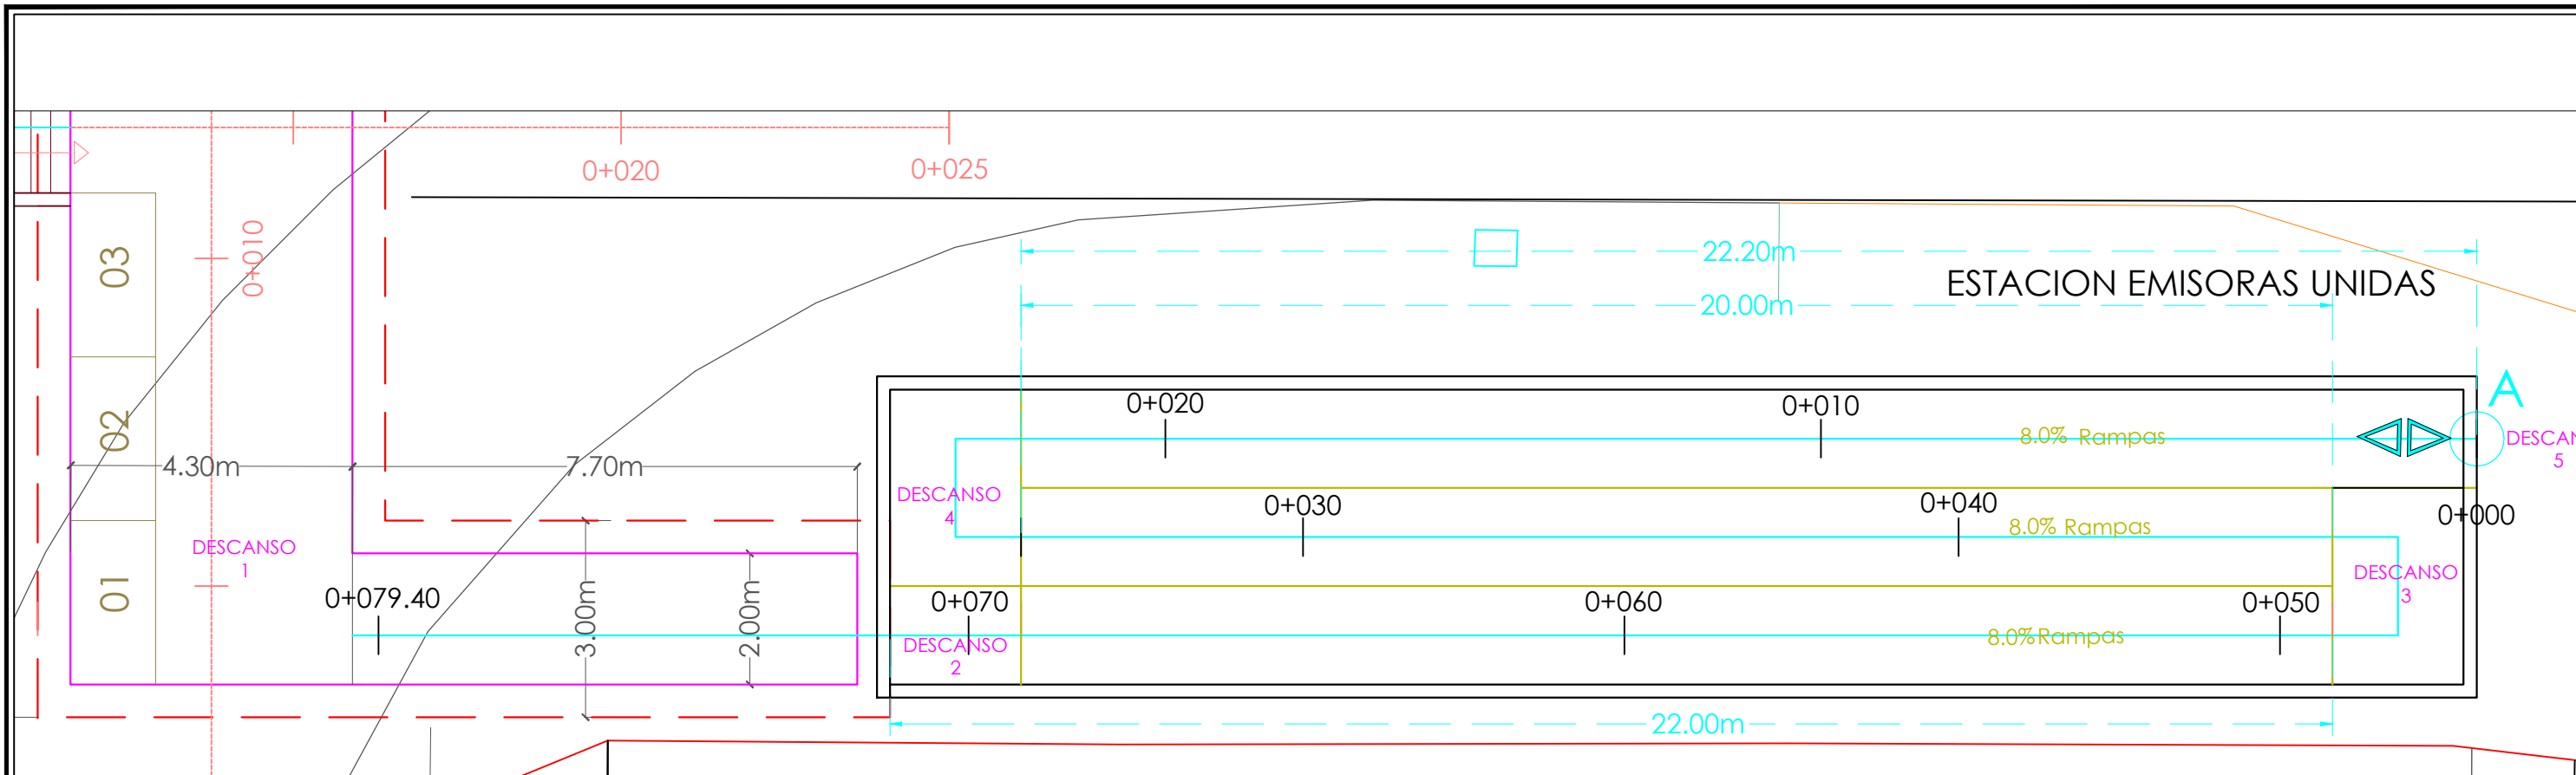 0+020
0+025
03
0+010
22.20m
ESTACION EMISORAS UNIDAS
20.00m
A
0+020
0+010
8.0% Rampas
DESCAN
5
02
4.30m
7.70m
DESCANSO
4
0+030
0+040
0+000
8.0% Rampas
DESCANSO
1
DESCANSO
3
01
0+079.40
3.00m
2.00m
0+070
0+060
0+050
DESCANSO
2
8.0% Rampas
22.00m